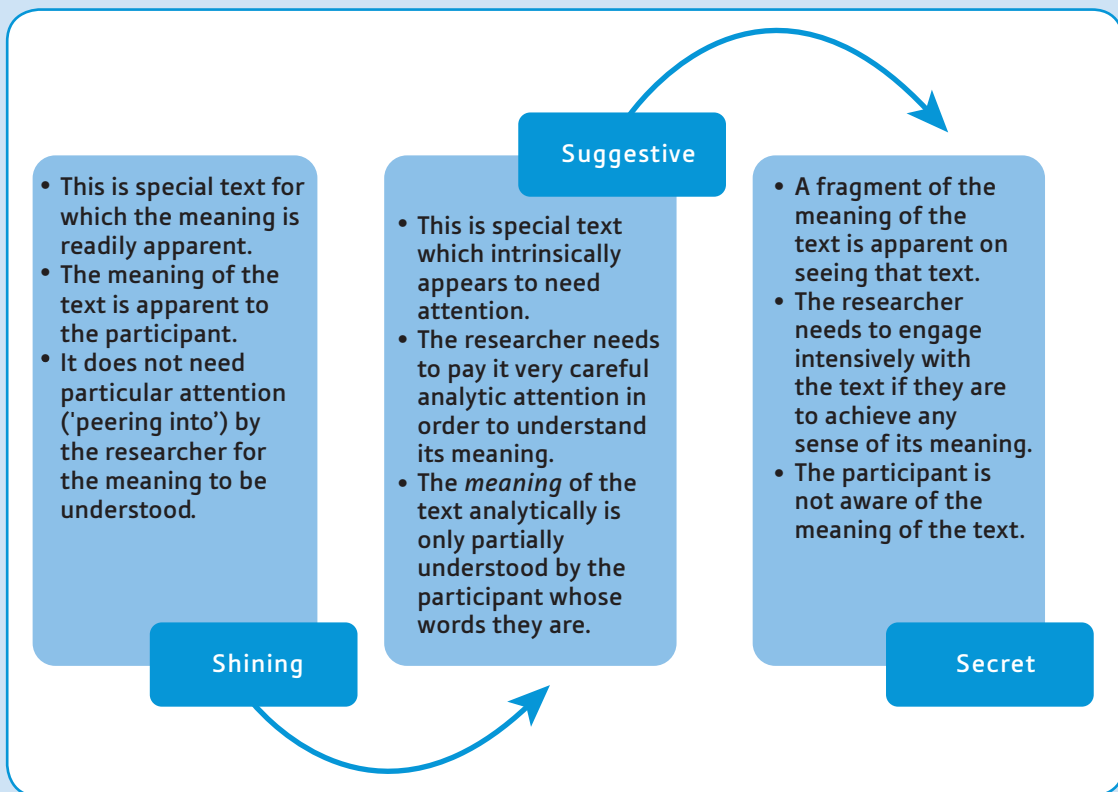 • This is special text for
which the meaning is
readily apparent.
• The meaning of the
text is apparent to
the participant.
• It does not need
particular attention
('peering into’) by
the researcher for
the meaning to be
understood.
Shining
Suggestive
• This is special text
which intrinsically
appears to need
attention.
• The researcher needs
to pay it very careful
analytic attention in
order to understand
its meaning.
• The meaning of the
text analytically is
only partially
understood by the
participant whose
words they are.
• A fragment of the
meaning of the
text is apparent on
seeing that text.
• The researcher
needs to engage
intensively with
the text if they are
to achieve any
sense of its meaning.
• The participant is
not aware of the
meaning of the text.
Secret